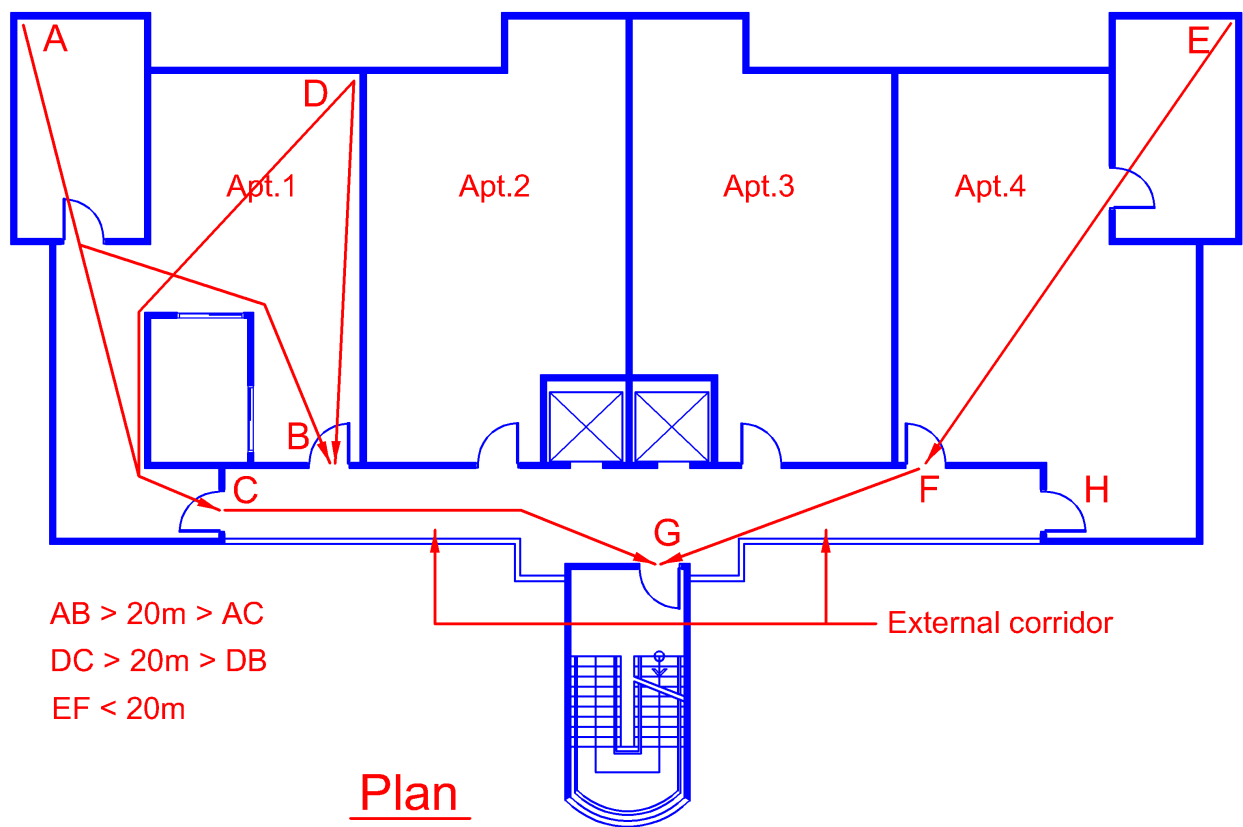 A
E
D
Apt.1
Apt.2
Apt.3
Apt.4
B
C
F
H
G
AB > 20m > AC
External corridor
DC > 20m > DB
EF < 20m
Plan